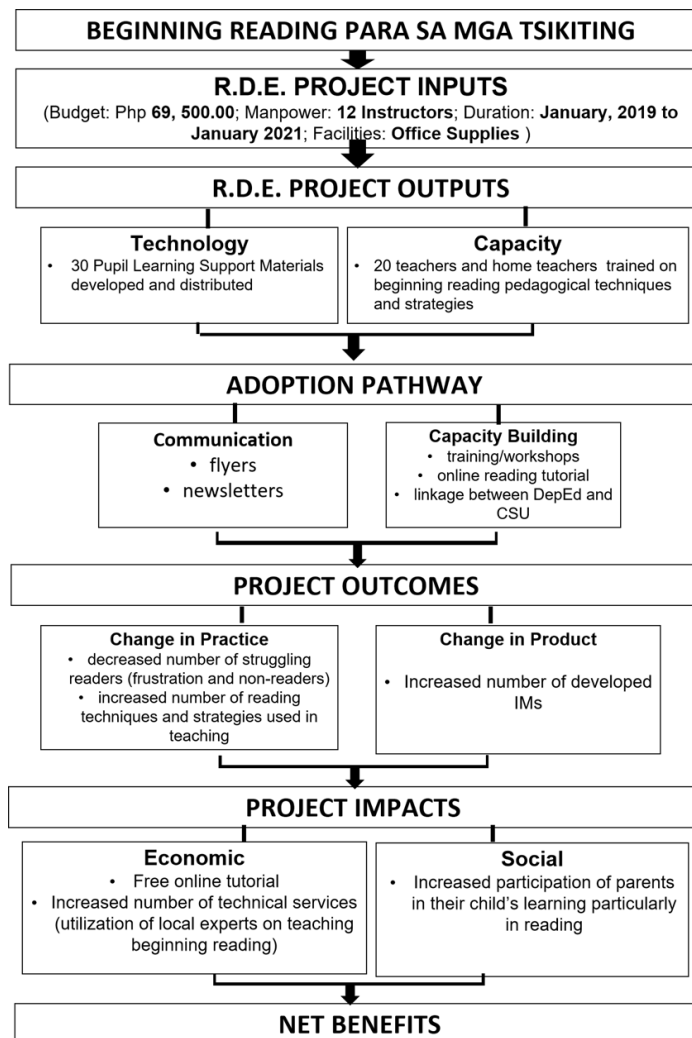 BEGINNING READING PARA SA MGA TSIKITING
R.D.E. PROJECT INPUTS
(Budget: Php 69, 500.00; Manpower: 12 Instructors; Duration: January, 2019 to
January 2021; Facilities: Office Supplies )
R.D.E. PROJECT OUTPUTS
Technology
• 30 Pupil Learning Support Materials
developed and distributed
Capacity
• 20 teachers and home teachers trained on
beginning reading pedagogical techniques
and strategies
ADOPTION PATHWAY
Communication
• flyers
• newsletters
Capacity Building
• training/workshops
• online reading tutorial
• linkage between DepEd and
CSU
PROJECT OUTCOMES
Change in Practice
• decreased number of struggling
readers (frustration and non-readers)
• increased number of reading
techniques and strategies used in
teaching
Change in Product
• Increased number of developed
IMs
PROJECT IMPACTS
Economic
• Free online tutorial
• Increased number of technical services
(utilization of local experts on teaching
beginning reading)
Social
• Increased participation of parents
in their child's learning particularly
in reading
NET BENEFITS